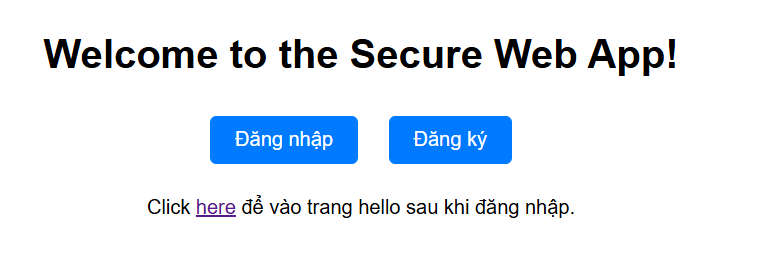 Welcome to the Secure Web App!
Đăng nhập Đăng ký
Click here để vào trang hello sau khi đăng nhập.